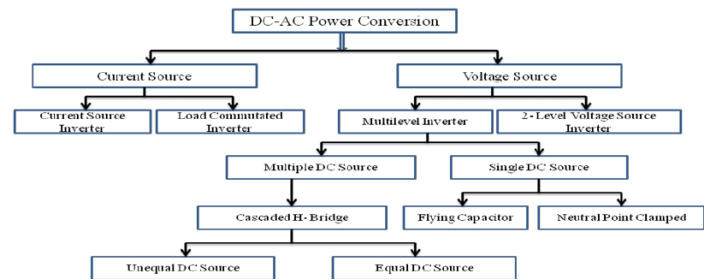 DC-AC Power Conversion
Current Source
Voltage Source
Current Source
Inverter
Load Commutated
Inverter
Multilevel Inverter
2- Level Voltage Source
Inverter
Multiple DC Source
Single DC Source
Cascaded H- Bridge
Flying Capacitor
Neutral Point Clamped
Unequal DC Source
Equal DC Source